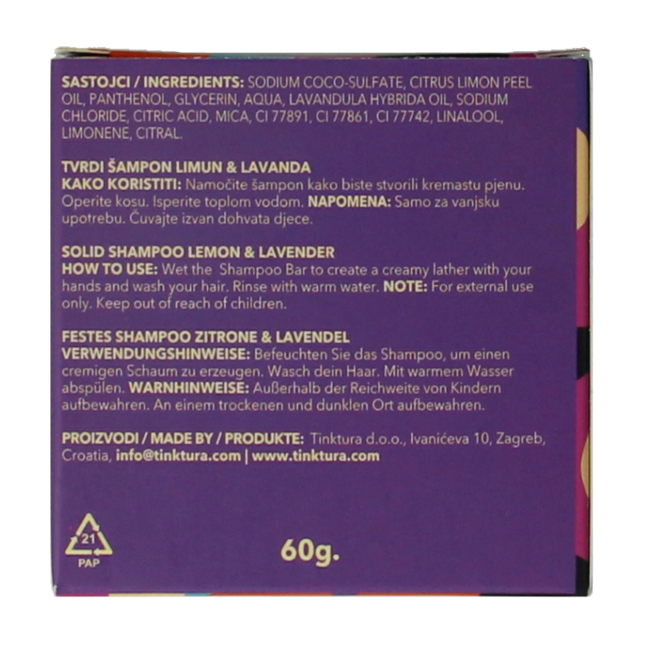 SASTOJCI / INGREDIENTS: SODIUM COCO-SULFATE, CITRUS LIMON PEEL
OIL, PANTHENOL, GLYCERIN, AQUA, LAVANDULA HYBRIDA OIL, SODIUM
CHLORIDE, CITRIC ACID, MICA, CI 77891, CI 77861, CI 77742, LINALOOL,
LIMONENE, CITRAL.
TVRDI ŠAMPON LIMUN & LAVANDA
KAKO KORISTITI: Namočite šampon kako biste stvorili kremastu pjenu.
Operite kosu. Isperite toplom vodom. NAPOMENA: Samo za vanjsku
upotrebu. Čuvajte izvan dohvata djece.
SOLID SHAMPOO LEMON & LAVENDER
HOW TO USE: Wet the Shampoo Bar to create a creamy lather with your
hands and wash your hair. Rinse with warm water. NOTE: For external use
only. Keep out of reach of children.
FESTES SHAMPOO ZITRONE & LAVENDEL
VERWENDUNGSHINWEISE: Befeuchten Sie das Shampoo, um einen
cremigen Schaum zu erzeugen. Wasch dein Haar. Mit warmem Wasser
abspülen. WARNHINWEISE: Außerhalb der Reichweite von Kindern
aufbewahren. An einem trockenen und dunklen Ort aufbewahren.
PROIZVODI / MADE BY / PRODUKTE: Tinktura d.o.o., Ivanićeva 10, Zagreb,
Croatia, info@tinktura.com | www.tinktura.com
21
PAP
60g.